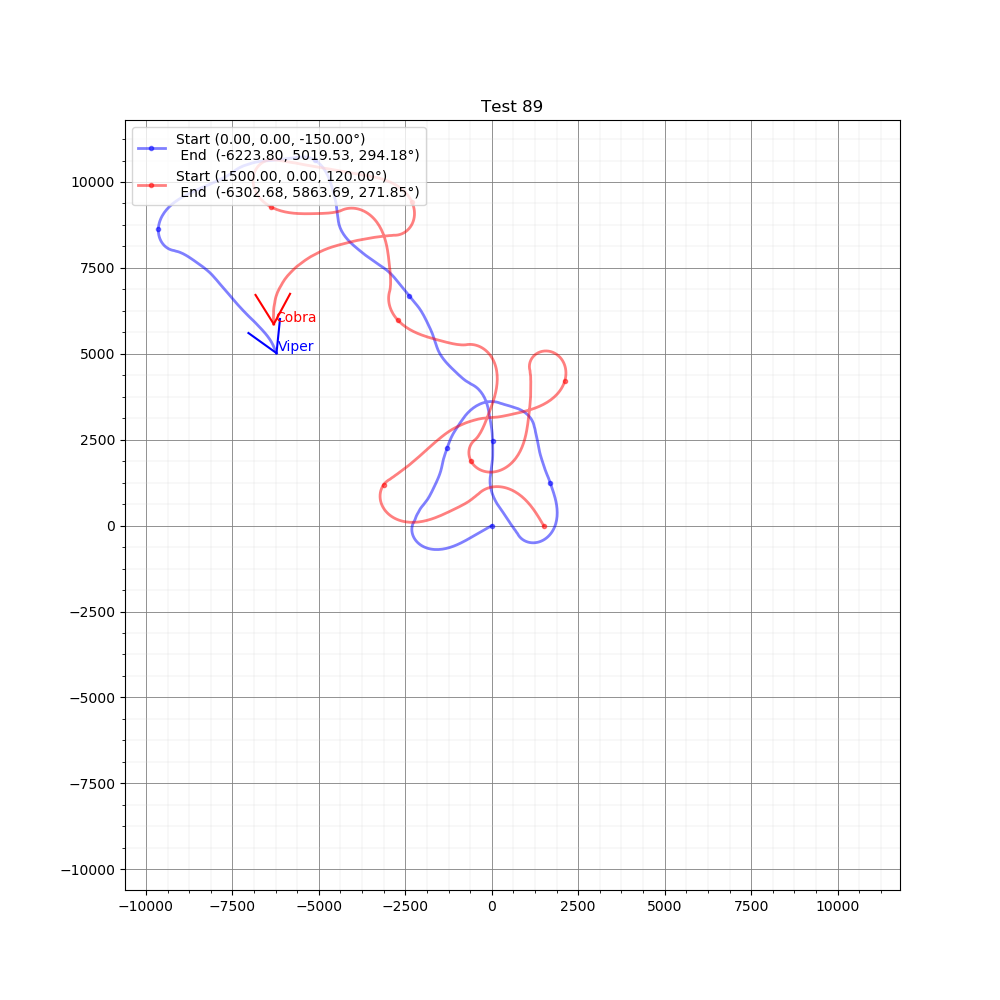 Test 89
Start (0.00, 0.00, -150.00°)
End (-6223.80, 5019.53, 294.18°)
Start (1500.00, 0.00, 120.00°)
End (-6302.68, 5863.69, 271.85°)
10000
7500
5000
2500
0
−2500
−5000
−7500
−10000
Cobra
Viper
−10000 −7500 −5000 −2500 0 2500 5000 7500 10000